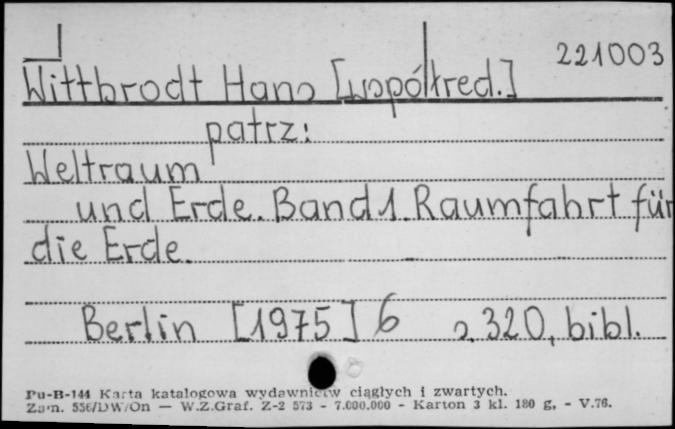 221003
Wittbrodt Hans [współred.]
patrz:
Weltraum
und Erde. Band 1. Raumfahrt für
die Erde.
Berlin [1975] 6 s. 320, bibl.
Pu-B-144 Karta katalogowa wydawnictw ciągłych i zwartych.
Zam. 556/DW/On — W.Z.Graf. Z-2 573 - 7.000.000 - Karton 3 kl. 180 g, - V.76.